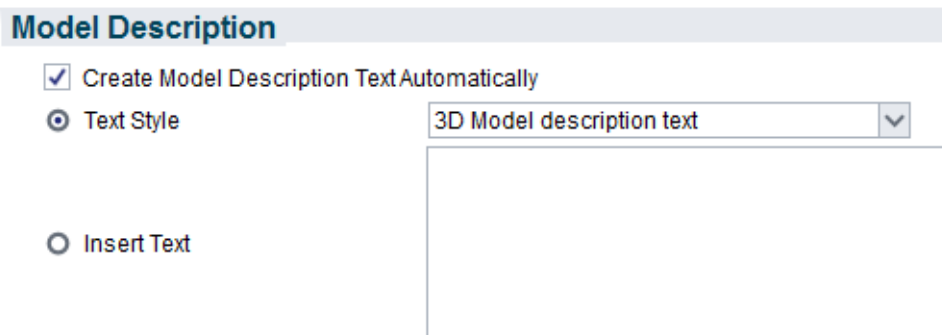 Model Description
Create Model Description Text Automatically
Text Style
3D Model description text
Insert Text